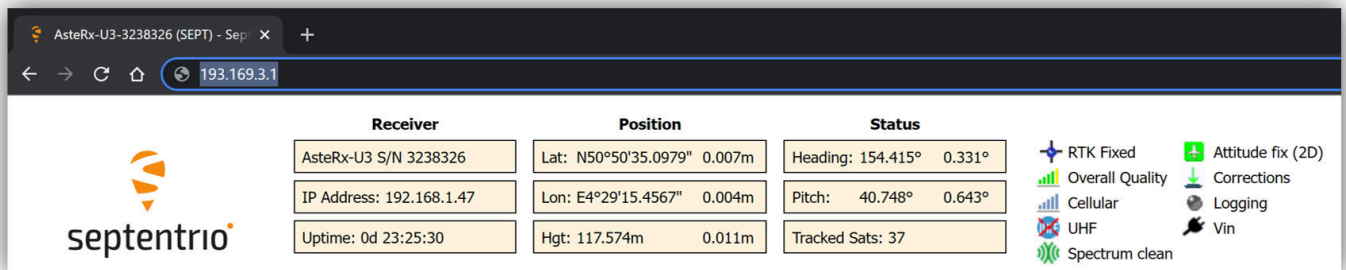 AsteRx-U3-3238326 (SEPT) - Sept
193.169.3.1
septentrio
Receiver
AsteRx-U3 S/N 3238326
IP Address: 192.168.1.47
Uptime: 0d 23:25:30
Position
Lat: N50°50'35.0979" 0.007m
Lon: E4°29'15.4567" 0.004m
Hgt: 117.574m 0.011m
Status
Heading: 154.415° 0.331°
Pitch: 40.748° 0.643°
Tracked Sats: 37
RTK Fixed
Overall Quality
Cellular
UHF
Spectrum clean
Attitude fix (2D)
Corrections
Logging
Vin